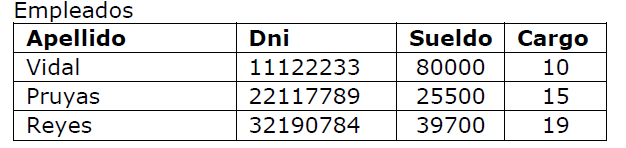 Empleados
Apellido Dni Sueldo Cargo
Vidal 11122233 80000 10
Pruyas 22117789 25500 15
Reyes 32190784 39700 19